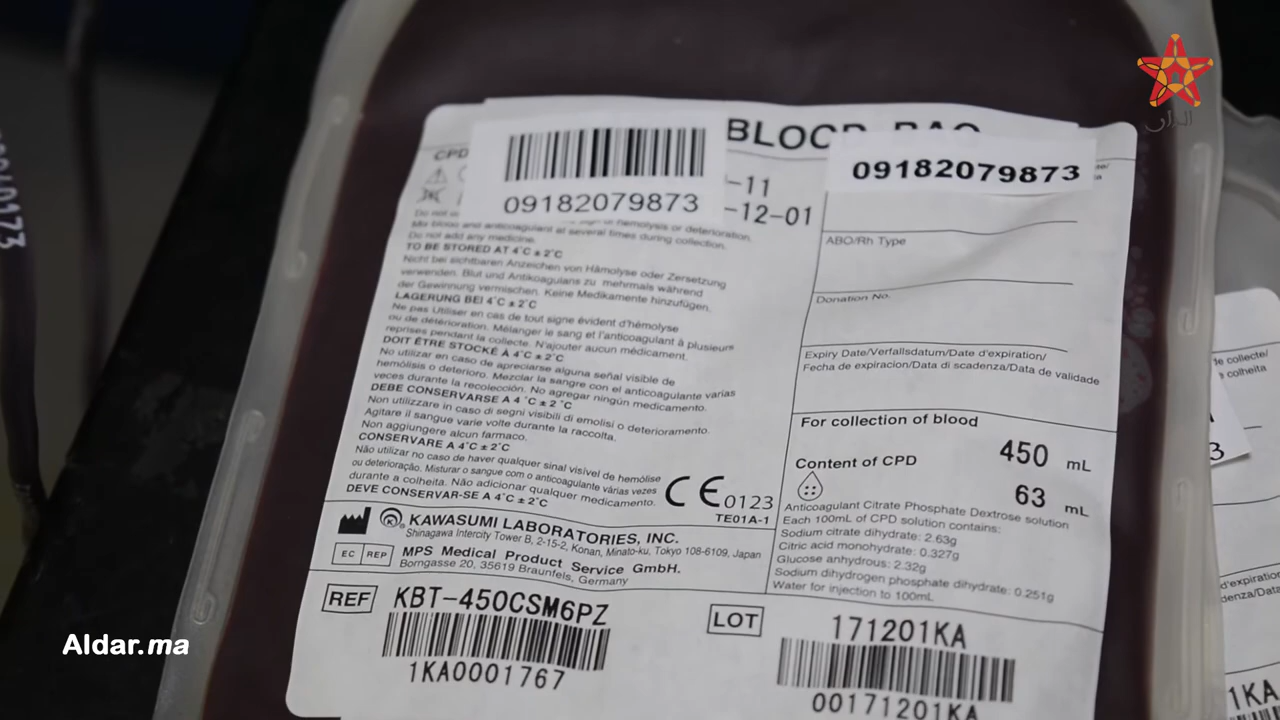 BLOOD BAG
CPD
09182079873
-11
-12-01
09182079873
Do not
hemolysis or deterioration.
Mix blood and anticoagulant at several times during collection.
Do not add any medicine.
TO BE STORED AT 4°C ± 2°C
Nicht bei sichtbaren Anzeichen von Hämolyse oder Zersetzung
verwenden. Blut und Antikoagulans zu mehrmals während
der Gewinnung vermischen. Keine Medikamente hinzufügen.
LAGERUNG BEI 4°C ± 2°C
Ne pas Utiliser en cas de tout signe évident d'hémolyse
ou de détérioration. Mélanger le sang et l'anticoagulant à plusieurs
reprises pendant la collecte. N'ajouter aucun médicament.
DOIT ÊTRE STOCKÉ À 4°C ± 2°C
No utilizar en caso de apreciarse alguna señal visible de
hemólisis o deterioro. Mezclar la sangre con el anticoagulante varias
veces durante la recolección. No agregar ningún medicamento.
DEBE CONSERVARSE A 4°C ± 2°C
Non utilizzare in caso di segni visibili di emolisi o deterioramento.
Agitare il sangue varie volte durante la raccolta.
Non aggiungere alcun farmaco.
CONSERVARE A 4°C ± 2°C
Não utilizar no caso de haver qualquer sinal visível de hemólise
ou deterioração. Misturar o sangue com o anticoagulante várias vezes
durante a colheita. Não adicionar qualquer medicamento.
DEVE CONSERVAR-SE A 4°C ± 2°C
CE 0123
TE01A-1
KAWASUMI LABORATORIES, INC.
Shinagawa Intercity Tower B, 2-15-2, Konan, Minato-ku, Tokyo 108-6109, Japan
EC REP
MPS Medical Product Service GmbH.
Borngasse 20, 35619 Braunfels, Germany
REF KBT-450CSM6PZ
1KA0001767
ABO/Rh Type
Donation No.
Expiry Date/Verfallsdatum/Date d'expiration/
Fecha de expiracion/Data di scadenza/Data de validade
For collection of blood
450 mL
Content of CPD
63 mL
Anticoagulant Citrate Phosphate Dextrose solution
Each 100mL of CPD solution contains:
Sodium citrate dihydrate: 2.63g
Citric acid monohydrate: 0.327g
Glucose anhydrous: 2.32g
Sodium dihydrogen phosphate dihydrate: 0.251g
Water for injection to 100mL
LOT 171201KA
00171201KA
de collecte/
colheita
3
d'expiration
denza/Data
1KA
الدار
Aldar.ma